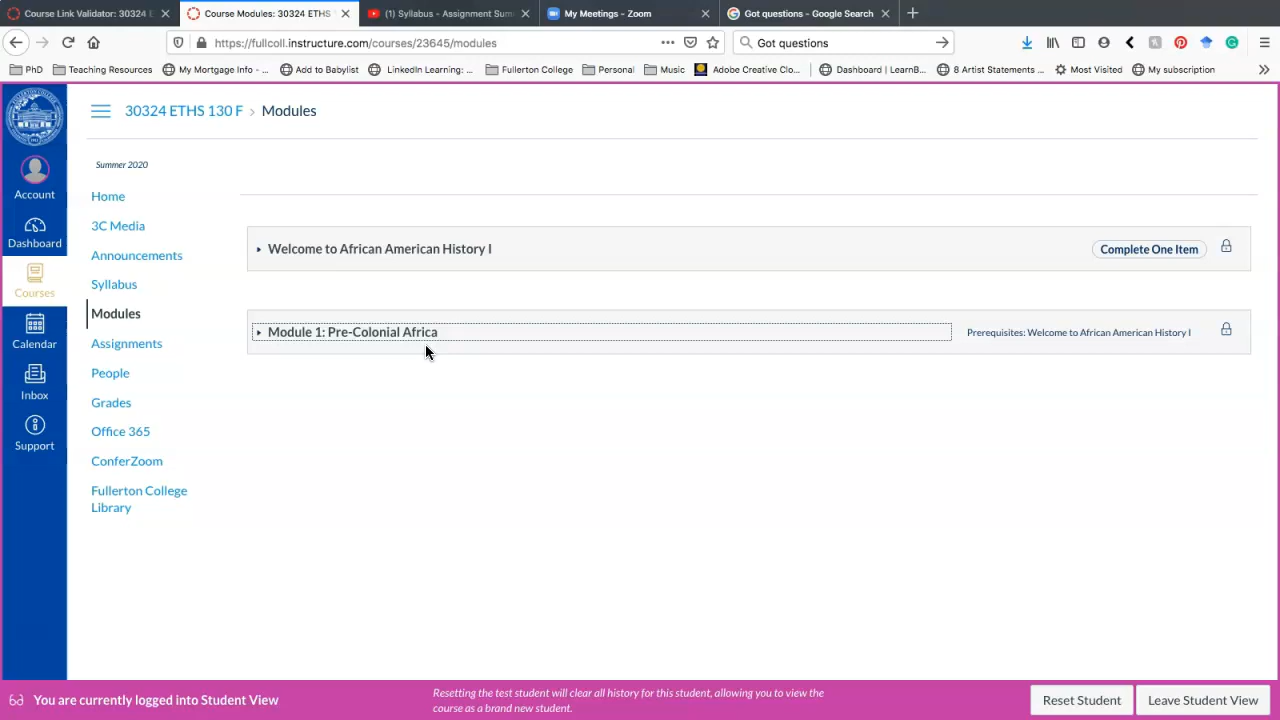 Course Link Validator: 30324 E
Course Modules: 30324 ETHS
(1) Syllabus - Assignment Sum
My Meetings - Zoom
Got questions - Google Search
https://fullcoll.instructure.com/courses/23645/modules
Got questions
PhD
Teaching Resources
My Mortgage Info - ...
Add to Babylist
LinkedIn Learning: ...
Fullerton College
Personal
Music
Adobe Creative Clo...
Dashboard | LearnB...
8 Artist Statements ...
Most Visited
My subscription
30324 ETHS 130 F › Modules
Summer 2020
Account
Dashboard
Courses
Calendar
Inbox
Support
Home
3C Media
Announcements
Syllabus
Modules
Assignments
People
Grades
Office 365
ConferZoom
Fullerton College
Library
Welcome to African American History I
Complete One Item
Module 1: Pre-Colonial Africa
Prerequisites: Welcome to African American History I
You are currently logged into Student View
Resetting the test student will clear all history for this student, allowing you to view the
course as a brand new student.
Reset Student
Leave Student View